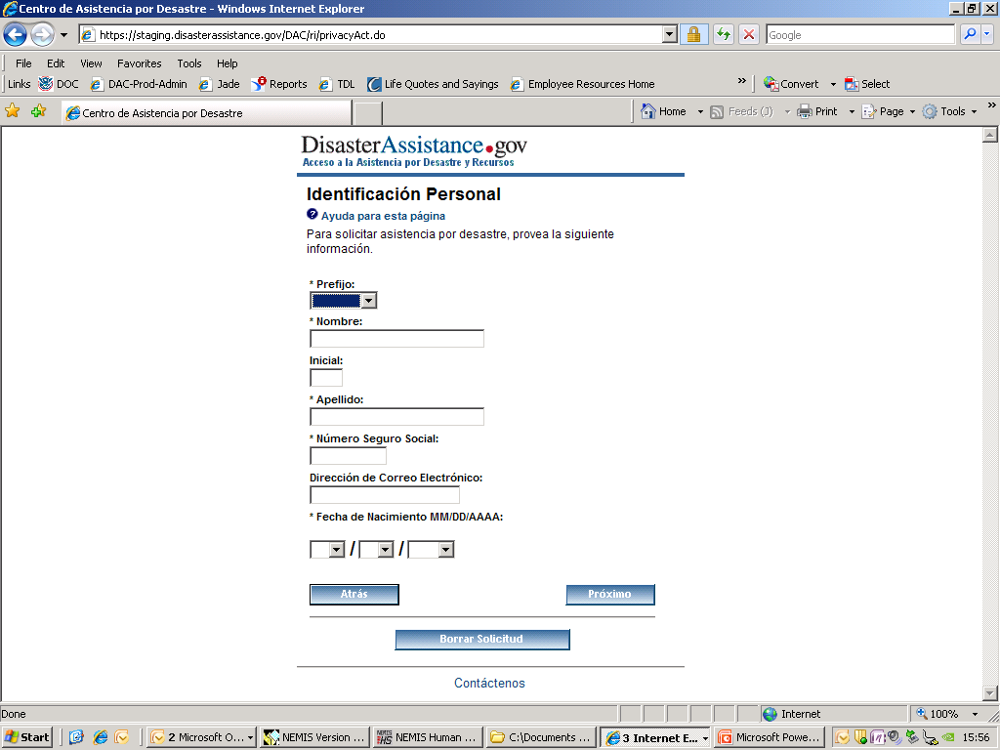 Centro de Asistencia por Desastre - Windows Internet Explorer
https://staging.disasterassistance.gov/DAC/ri/privacyAct.do
Google
File Edit View Favorites Tools Help
Links DOC DAC-Prod-Admin Jade Reports TDL Life Quotes and Sayings Employee Resources Home » Convert Select
Centro de Asistencia por Desastre Home Feeds (J) Print Page Tools »
DisasterAssistance.gov
Acceso a la Asistencia por Desastre y Recursos
Identificación Personal
? Ayuda para esta página
Para solicitar asistencia por desastre, provea la siguiente
información.
* Prefijo:
* Nombre:
Inicial:
* Apellido:
* Número Seguro Social:
Dirección de Correo Electrónico:
* Fecha de Nacimiento MM/DD/AAAA:
/ /
Atrás Próximo
Borrar Solicitud
Contáctenos
Done Internet 100%
Start 2 Microsoft O... NEMIS Version ... NEMIS Human ... C:\Documents ... 3 Internet E... Microsoft Powe... 15:56